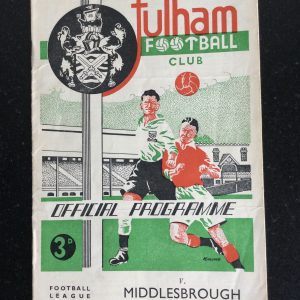 fulham
FOOTBALL
CLUB
OFFICIAL PROGRAMME
3D
FOOTBALL
LEAGUE
v.
MIDDLESBROUGH